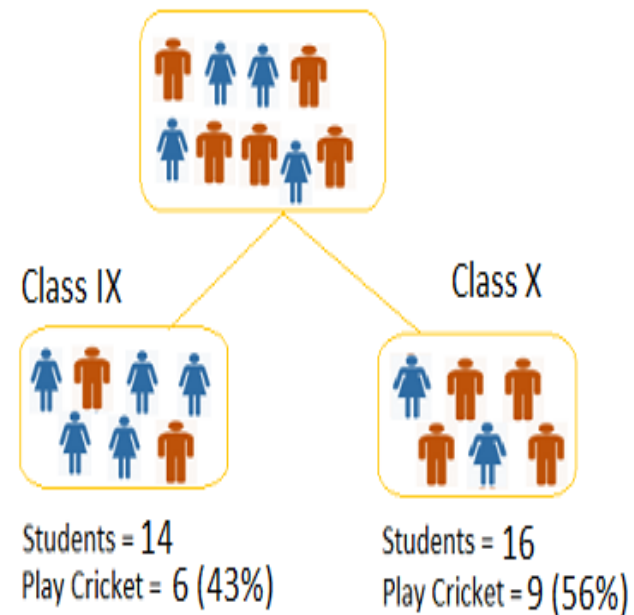 Class IX
Class X
Students = 14
Play Cricket = 6 (43%)
Students = 16
Play Cricket = 9 (56%)